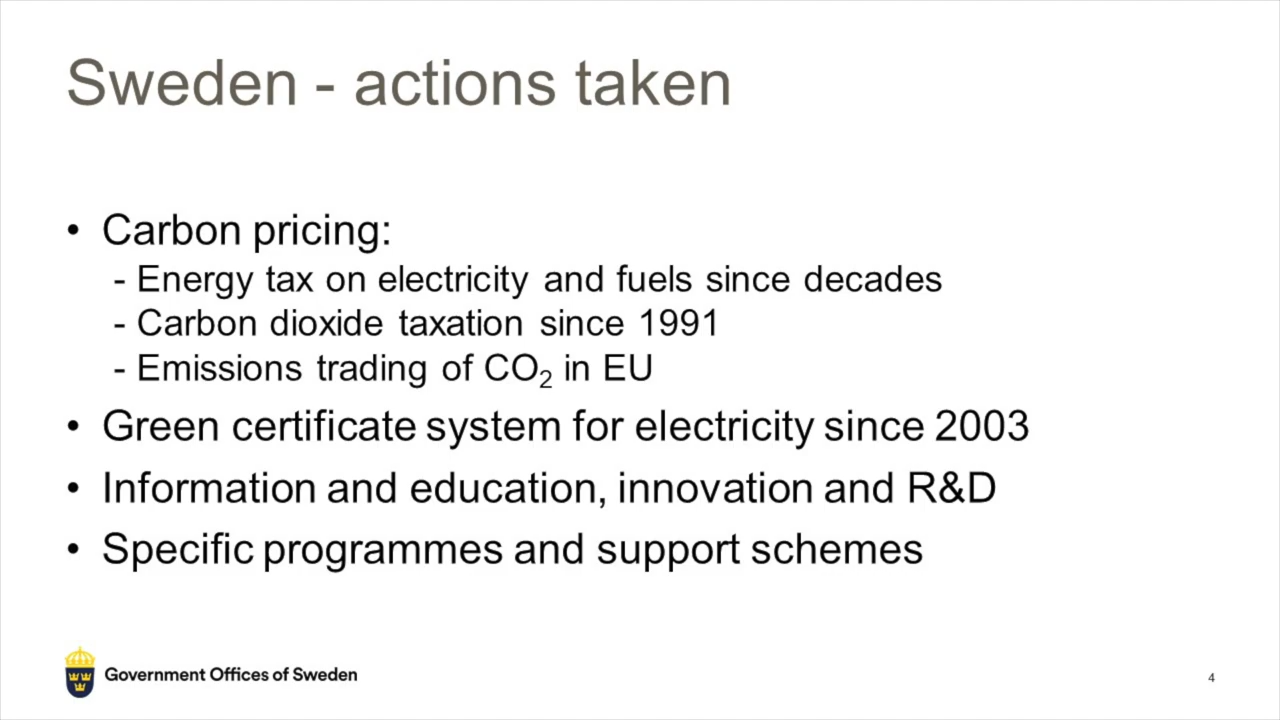 Sweden - actions taken
• Carbon pricing:
- Energy tax on electricity and fuels since decades
- Carbon dioxide taxation since 1991
- Emissions trading of CO₂ in EU
• Green certificate system for electricity since 2003
• Information and education, innovation and R&D
• Specific programmes and support schemes
Government Offices of Sweden
4